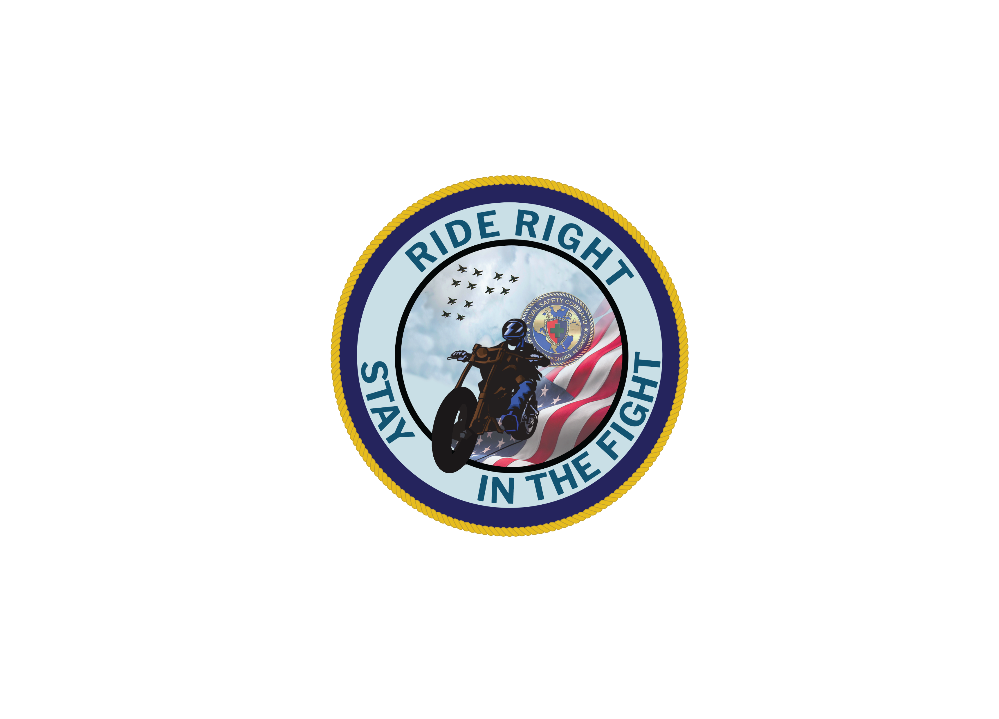 RIDE RIGHT
STAY
IN THE FIGHT
NAVAL SAFETY COMMAND
WARFIGHTING READINESS